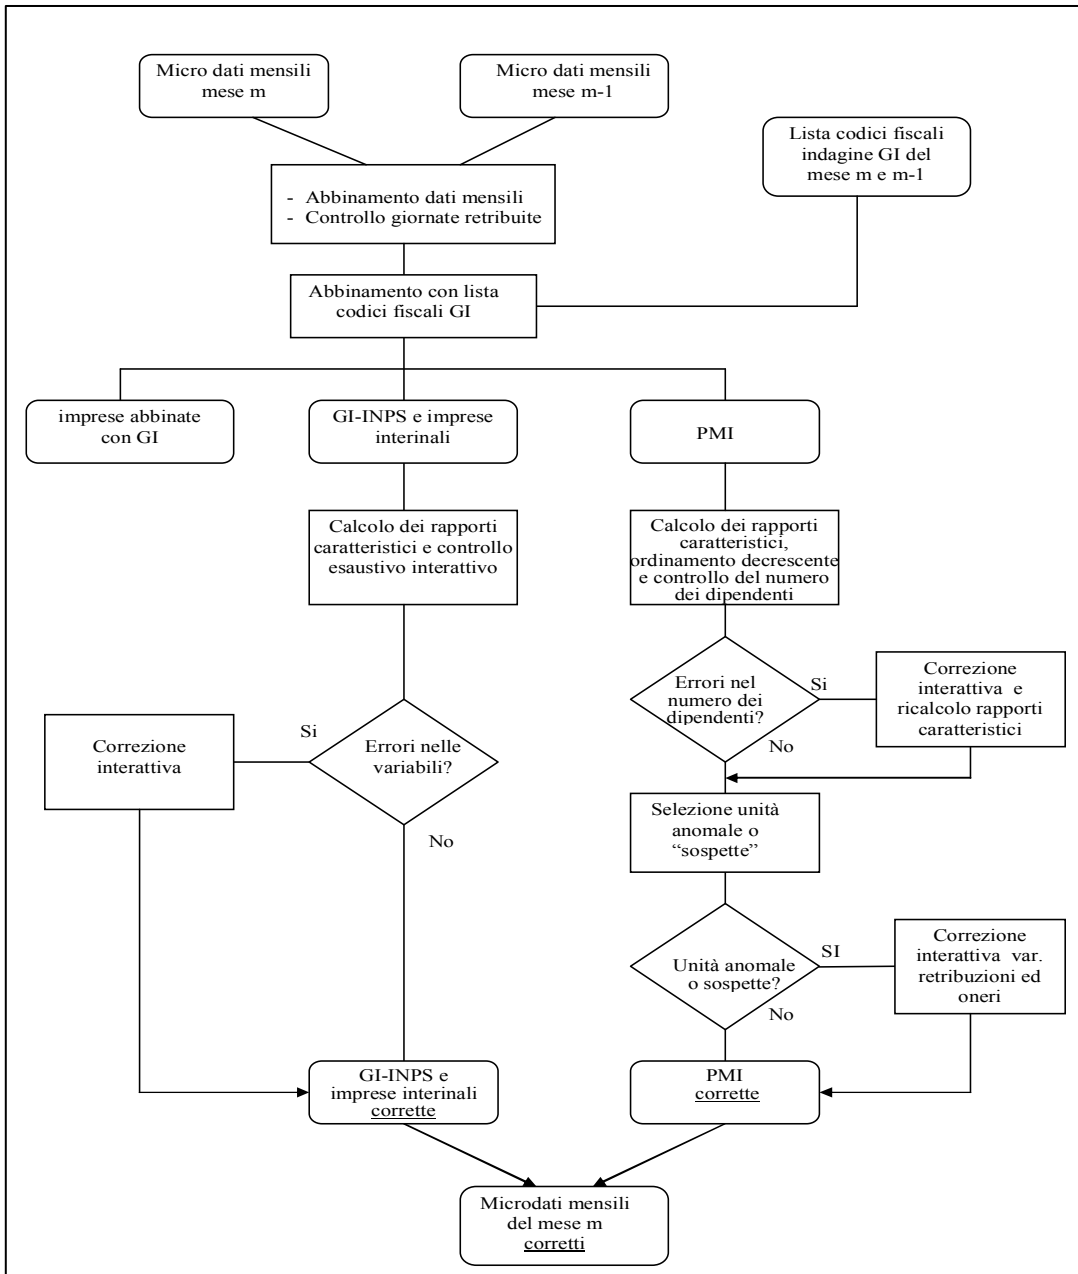 Micro dati mensili
mese m
Micro dati mensili
mese m-1
Lista codici fiscali
indagine GI del
mese m e m-1
- Abbinamento dati mensili
- Controllo giornate retribuite
Abbinamento con lista
codici fiscali GI
imprese abbinate
con GI
GI-INPS e imprese
interinali
PMI
Calcolo dei rapporti
caratteristici e controllo
esaustivo interattivo
Calcolo dei rapporti
caratteristici,
ordinamento decrescente
e controllo del numero
dei dipendenti
Errori nel
numero dei
dipendenti?
Si
No
Correzione
interattiva e
ricalcolo rapporti
caratteristici
Correzione
interattiva
Si
Errori nelle
variabili?
No
Selezione unità
anomale o
“sospette”
Unità anomale
o sospette?
SI
No
Correzione
interattiva var.
retribuzioni ed
oneri
GI-INPS e
imprese interinali
corrette
PMI
corrette
Microdati mensili
del mese m
corretti